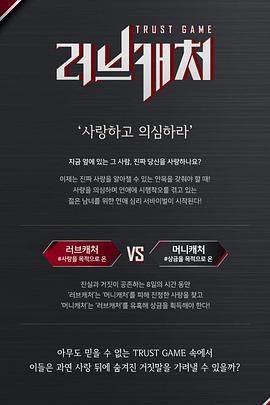 TRUST GAME
러브캐처
‘사랑하고 의심하라’
지금 옆에 있는 그 사람, 진짜 당신을 사랑하나요?
이제는 진짜 사랑을 알아챌 수 있는 안목을 갖춰야 할 때!
사랑을 의심하며 연애에 시행착오를 겪고 있는
젊은 남녀를 위한 연애 심리 서바이벌이 시작된다!
러브캐처
#사랑을 목적으로 온
VS
머니캐처
#상금을 목적으로 온
진실과 거짓이 공존하는 8일의 시간 동안
'러브캐처'는 '머니캐처'를 피해 진정한 사랑을 찾고
'머니캐처'는 '러브캐처'를 유혹해 상금을 획득해야 한다!
아무도 믿을 수 없는 TRUST GAME 속에서
이들은 과연 사랑 뒤에 숨겨진 거짓말을 가려낼 수 있을까?